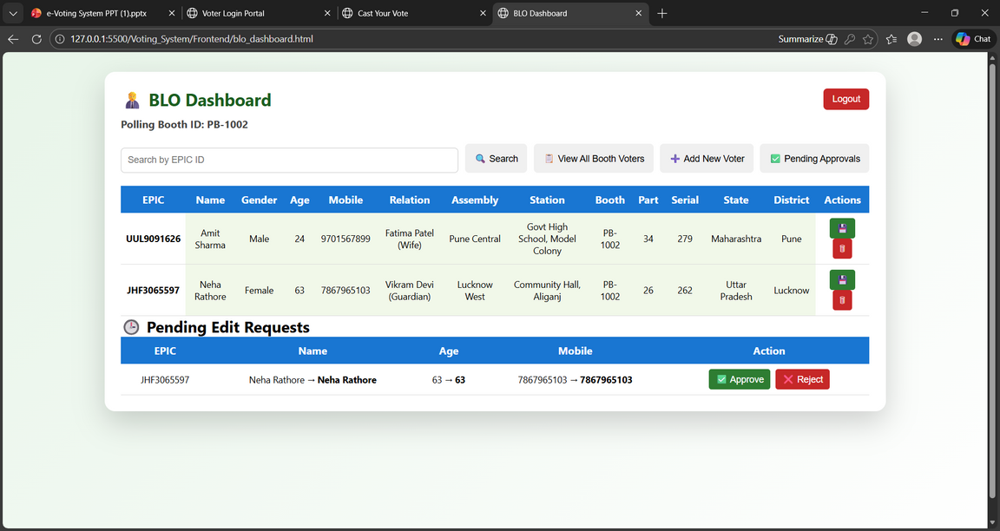 e-Voting System PPT (1).pptx
Voter Login Portal
Cast Your Vote
BLO Dashboard
127.0.0.1:5500/Voting_System/Frontend/blo_dashboard.html
Summarize
Chat
BLO Dashboard
Logout
Polling Booth ID: PB-1002
Search by EPIC ID
Search
View All Booth Voters
Add New Voter
Pending Approvals
EPIC Name Gender Age Mobile Relation Assembly Station Booth Part Serial State District Actions
UUL9091626 Amit Sharma Male 24 9701567899 Fatima Patel (Wife) Pune Central Govt High School, Model Colony PB-1002 34 279 Maharashtra Pune
JHF3065597 Neha Rathore Female 63 7867965103 Vikram Devi (Guardian) Lucknow West Community Hall, Aliganj PB-1002 26 262 Uttar Pradesh Lucknow
Pending Edit Requests
EPIC Name Age Mobile Action
JHF3065597 Neha Rathore → Neha Rathore 63 → 63 7867965103 → 7867965103 Approve Reject